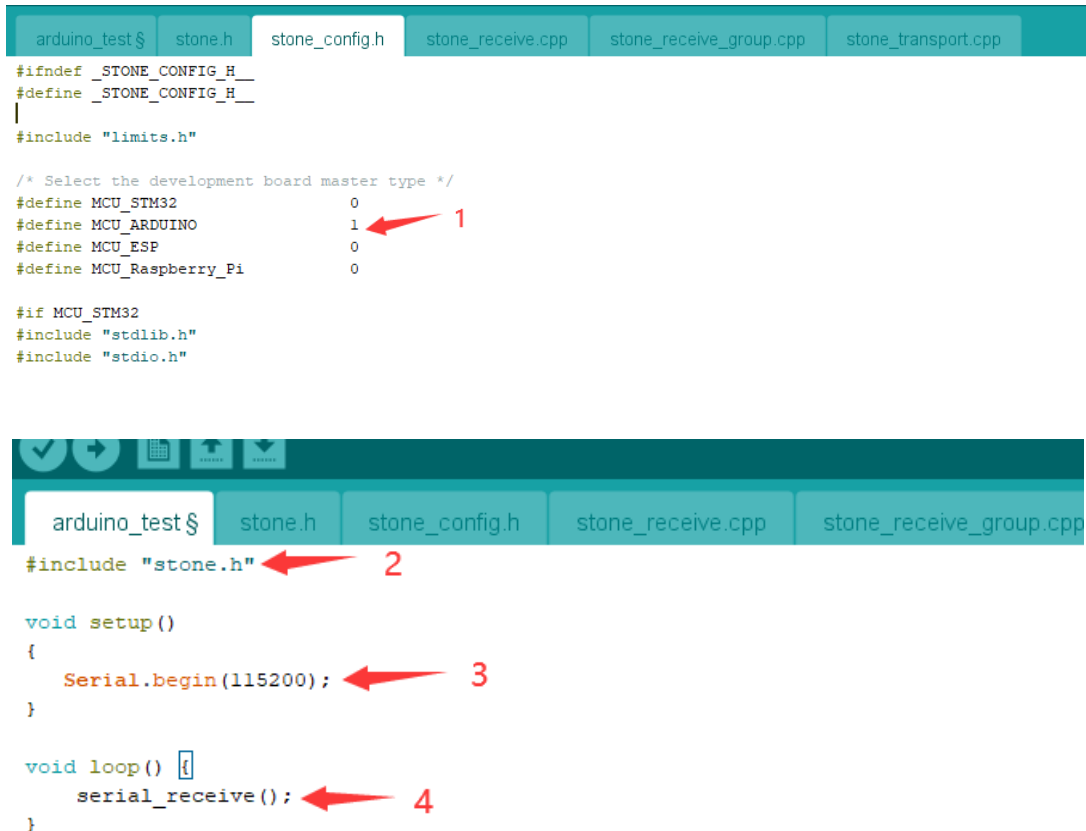 arduino_test § stone.h stone_config.h stone_receive.cpp stone_receive_group.cpp stone_transport.cpp
#ifndef _STONE_CONFIG_H__
#define _STONE_CONFIG_H__
#include "limits.h"
/* Select the development board master type */
#define MCU_STM32 0
#define MCU_ARDUINO 1 1
#define MCU_ESP 0
#define MCU_Raspberry_Pi 0
#if MCU_STM32
#include "stdlib.h"
#include "stdio.h"
arduino_test § stone.h stone_config.h stone_receive.cpp stone_receive_group.cpp
#include "stone.h" 2
void setup()
{
Serial.begin(115200); 3
}
void loop() {
serial_receive(); 4
}